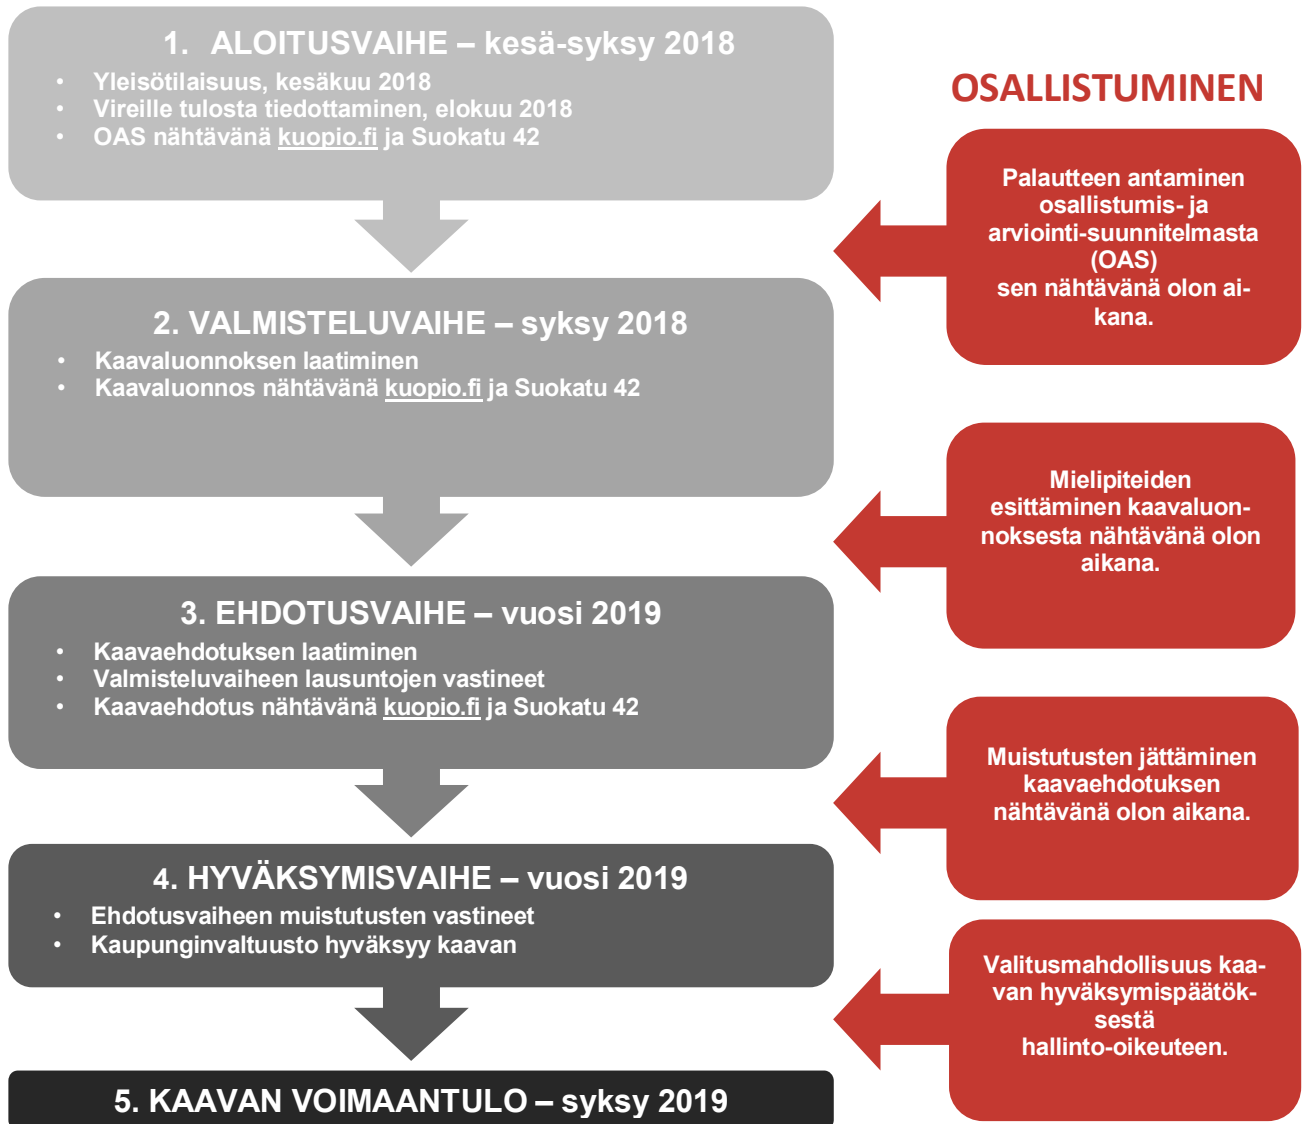 1. ALOITUSVAIHE – kesä-syksy 2018
• Yleisötilaisuus, kesäkuu 2018
• Vireille tulosta tiedottaminen, elokuu 2018
• OAS nähtävänä kuopio.fi ja Suokatu 42
OSALLISTUMINEN
Palautteen antaminen
osallistumis- ja
arviointi-suunnitelmasta
(OAS)
sen nähtävänä olon ai-
kana.
2. VALMISTELUVAIHE – syksy 2018
• Kaavaluonnoksen laatiminen
• Kaavaluonnos nähtävänä kuopio.fi ja Suokatu 42
Mielipiteiden
esittäminen kaavaluon-
noksesta nähtävänä olon
aikana.
3. EHDOTUSVAIHE – vuosi 2019
• Kaavaehdotuksen laatiminen
• Valmisteluvaiheen lausuntojen vastineet
• Kaavaehdotus nähtävänä kuopio.fi ja Suokatu 42
Muistutusten jättäminen
kaavaehdotuksen
nähtävänä olon aikana.
4. HYVÄKSYMISVAIHE – vuosi 2019
• Ehdotusvaiheen muistutusten vastineet
• Kaupunginvaltuusto hyväksyy kaavan
Valitusmahdollisuus kaa-
van hyväksymispäätök-
sestä
hallinto-oikeuteen.
5. KAAVAN VOIMAANTULO – syksy 2019